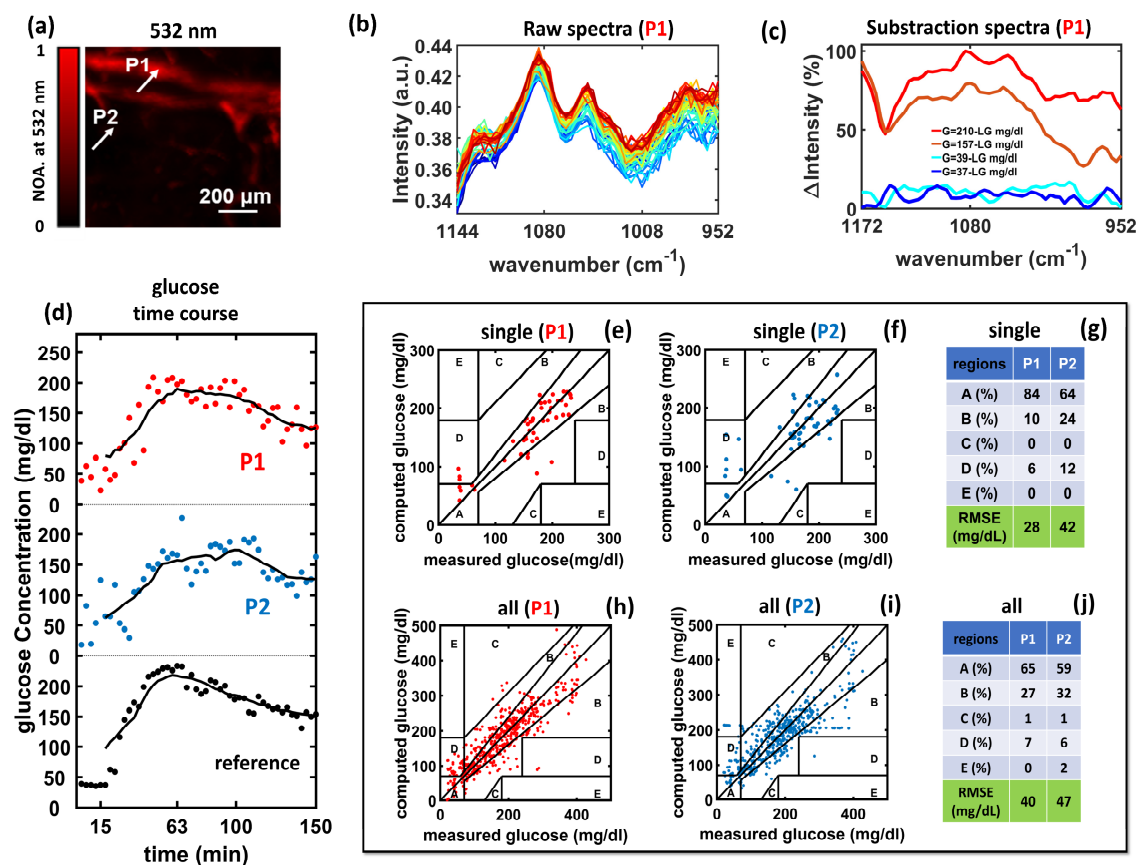 (a)
532 nm
1
NOA. at 532 nm
0
P1
P2
200 µm
(b)
Raw spectra (P1)
Intensity (a.u.)
0.44
0.42
0.40
0.38
0.36
0.34
1144
1080
1008
952
wavenumber (cm-1)
(c)
Substraction spectra (P1)
ΔIntensity (%)
100%
50%
0%
G=210-LG mg/dl
G=157-LG mg/dl
G=39-LG mg/dl
G=37-LG mg/dl
1172
1080
952
wavenumber (cm-1)
(d)
glucose
time course
glucose Concentration (mg/dl)
250
200
150
100
50
0
P1
200
150
100
50
0
P2
250
200
150
100
50
0
reference
15
63
100
150
time (min)
single (P1)
(e)
computed glucose (mg/dl)
300
200
100
0
E
C
B
B
D
D
A
C
E
0
100
200
300
measured glucose(mg/dl)
single (P2)
(f)
computed glucose (mg/dl)
300
200
100
0
E
C
B
B
D
D
A
C
E
0
100
200
300
measured glucose (mg/dl)
single
(g)
regions P1 P2
A (%) 84 64
B (%) 10 24
C (%) 0 0
D (%) 6 12
E (%) 0 0
RMSE (mg/dL) 28 42
all (P1)
(h)
computed glucose (mg/dl)
500
400
300
200
100
0
E
C
B
B
D
D
A
C
E
0
200
400
measured glucose (mg/dl)
all (P2)
(i)
computed glucose (mg/dl)
500
400
300
200
100
0
E
C
B
B
D
D
A
C
E
0
200
400
measured glucose (mg/dl)
all
(j)
regions P1 P2
A (%) 65 59
B (%) 27 32
C (%) 1 1
D (%) 7 6
E (%) 0 2
RMSE (mg/dL) 40 47